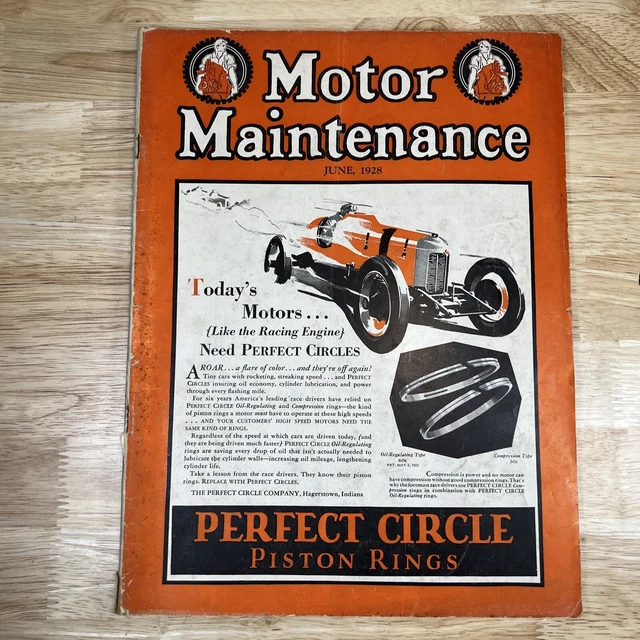 Motor
Maintenance
JUNE, 1928
Today's
Motors...
{Like the Racing Engine}
Need PERFECT CIRCLES
A ROAR... a flare of color... and they're off again!
Tiny cars with rocketing, streaking speed... and PERFECT
CIRCLES insuring oil economy, cylinder lubrication, and power
through every flashing mile.
For six years America's leading race drivers have relied on
PERFECT CIRCLE Oil-Regulating and Compression rings—the kind
of piston rings a motor must have to operate at these high speeds
... AND YOUR CUSTOMERS' HIGH SPEED MOTORS NEED THE
SAME KIND OF RINGS.
Regardless of the speed at which cars are driven today, {and
they are being driven much faster} PERFECT CIRCLE Oil-Regulating
rings are saving every drop of oil that isn't actually needed to
lubricate the cylinder walls—increasing oil mileage, lengthening
cylinder life.
Take a lesson from the race drivers. They know their piston
rings. REPLACE WITH PERFECT CIRCLES.
THE PERFECT CIRCLE COMPANY, Hagerstown, Indiana
Oil-Regulating Type
60¢
PAT. MAY 2,
Compression Type
30¢
Compression is power and no motor can
have compression without good compression rings. That's
why the foremost race drivers use PERFECT CIRCLE Com-
pression rings in combination with PERFECT CIRCLE
Oil-Regulating rings.
PERFECT CIRCLE
PISTON RINGS